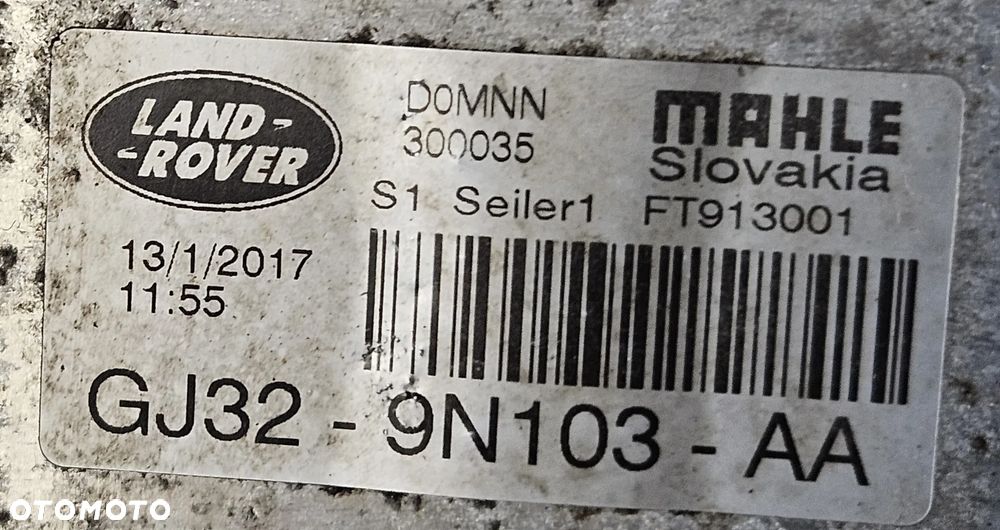 LAND-
-ROVER
D0MNN
300035
MAHLE
Slovakia
S1 Seiler1 FT913001
13/1/2017
11:55
GJ32 - 9N103 - AA
OTOMOTO